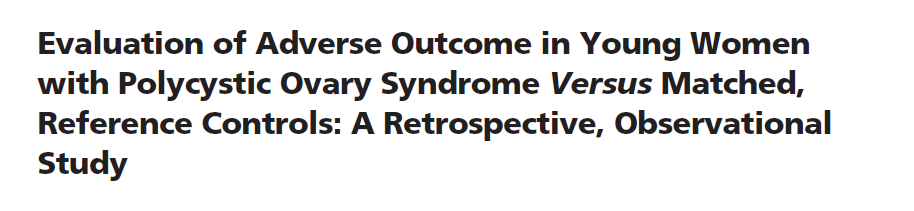 Evaluation of Adverse Outcome in Young Women
with Polycystic Ovary Syndrome Versus Matched,
Reference Controls: A Retrospective, Observational
Study